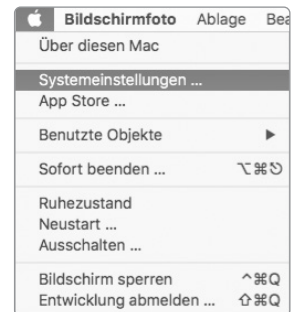 Bildschirmfoto Ablage Bea
Über diesen Mac
Systemeinstellungen ...
App Store ...
Benutzte Objekte ▶
Sofort beenden ... ⌥⌘⎋
Ruhezustand
Neustart ...
Ausschalten ...
Bildschirm sperren ^⌘Q
Entwicklung abmelden ... ⇧⌘Q